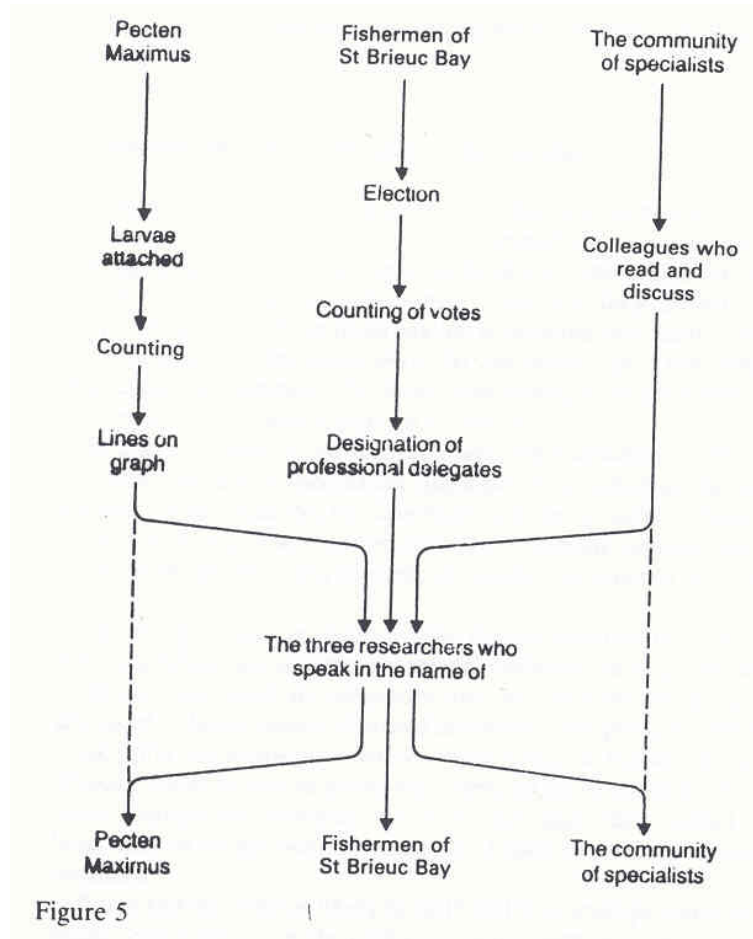 Pecten
Maximus
Fishermen of
St Brieuc Bay
The community
of specialists
Election
Larvae
attached
Colleagues who
read and
discuss
Counting of votes
Counting
Lines on
graph
Designation of
professional delegates
The three researchers who
speak in the name of
Pecten
Maximus
Fishermen of
St Brieuc Bay
The community
of specialists
Figure 5